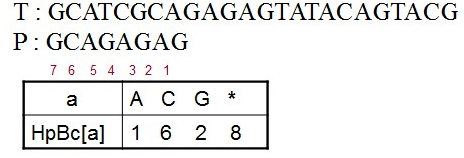 T : GCATCGCAGAGAGTATACAGTACG
P : GCAGAGAG
7 6 5 4 3 2 1
a A C G *
HpBc[a] 1 6 2 8